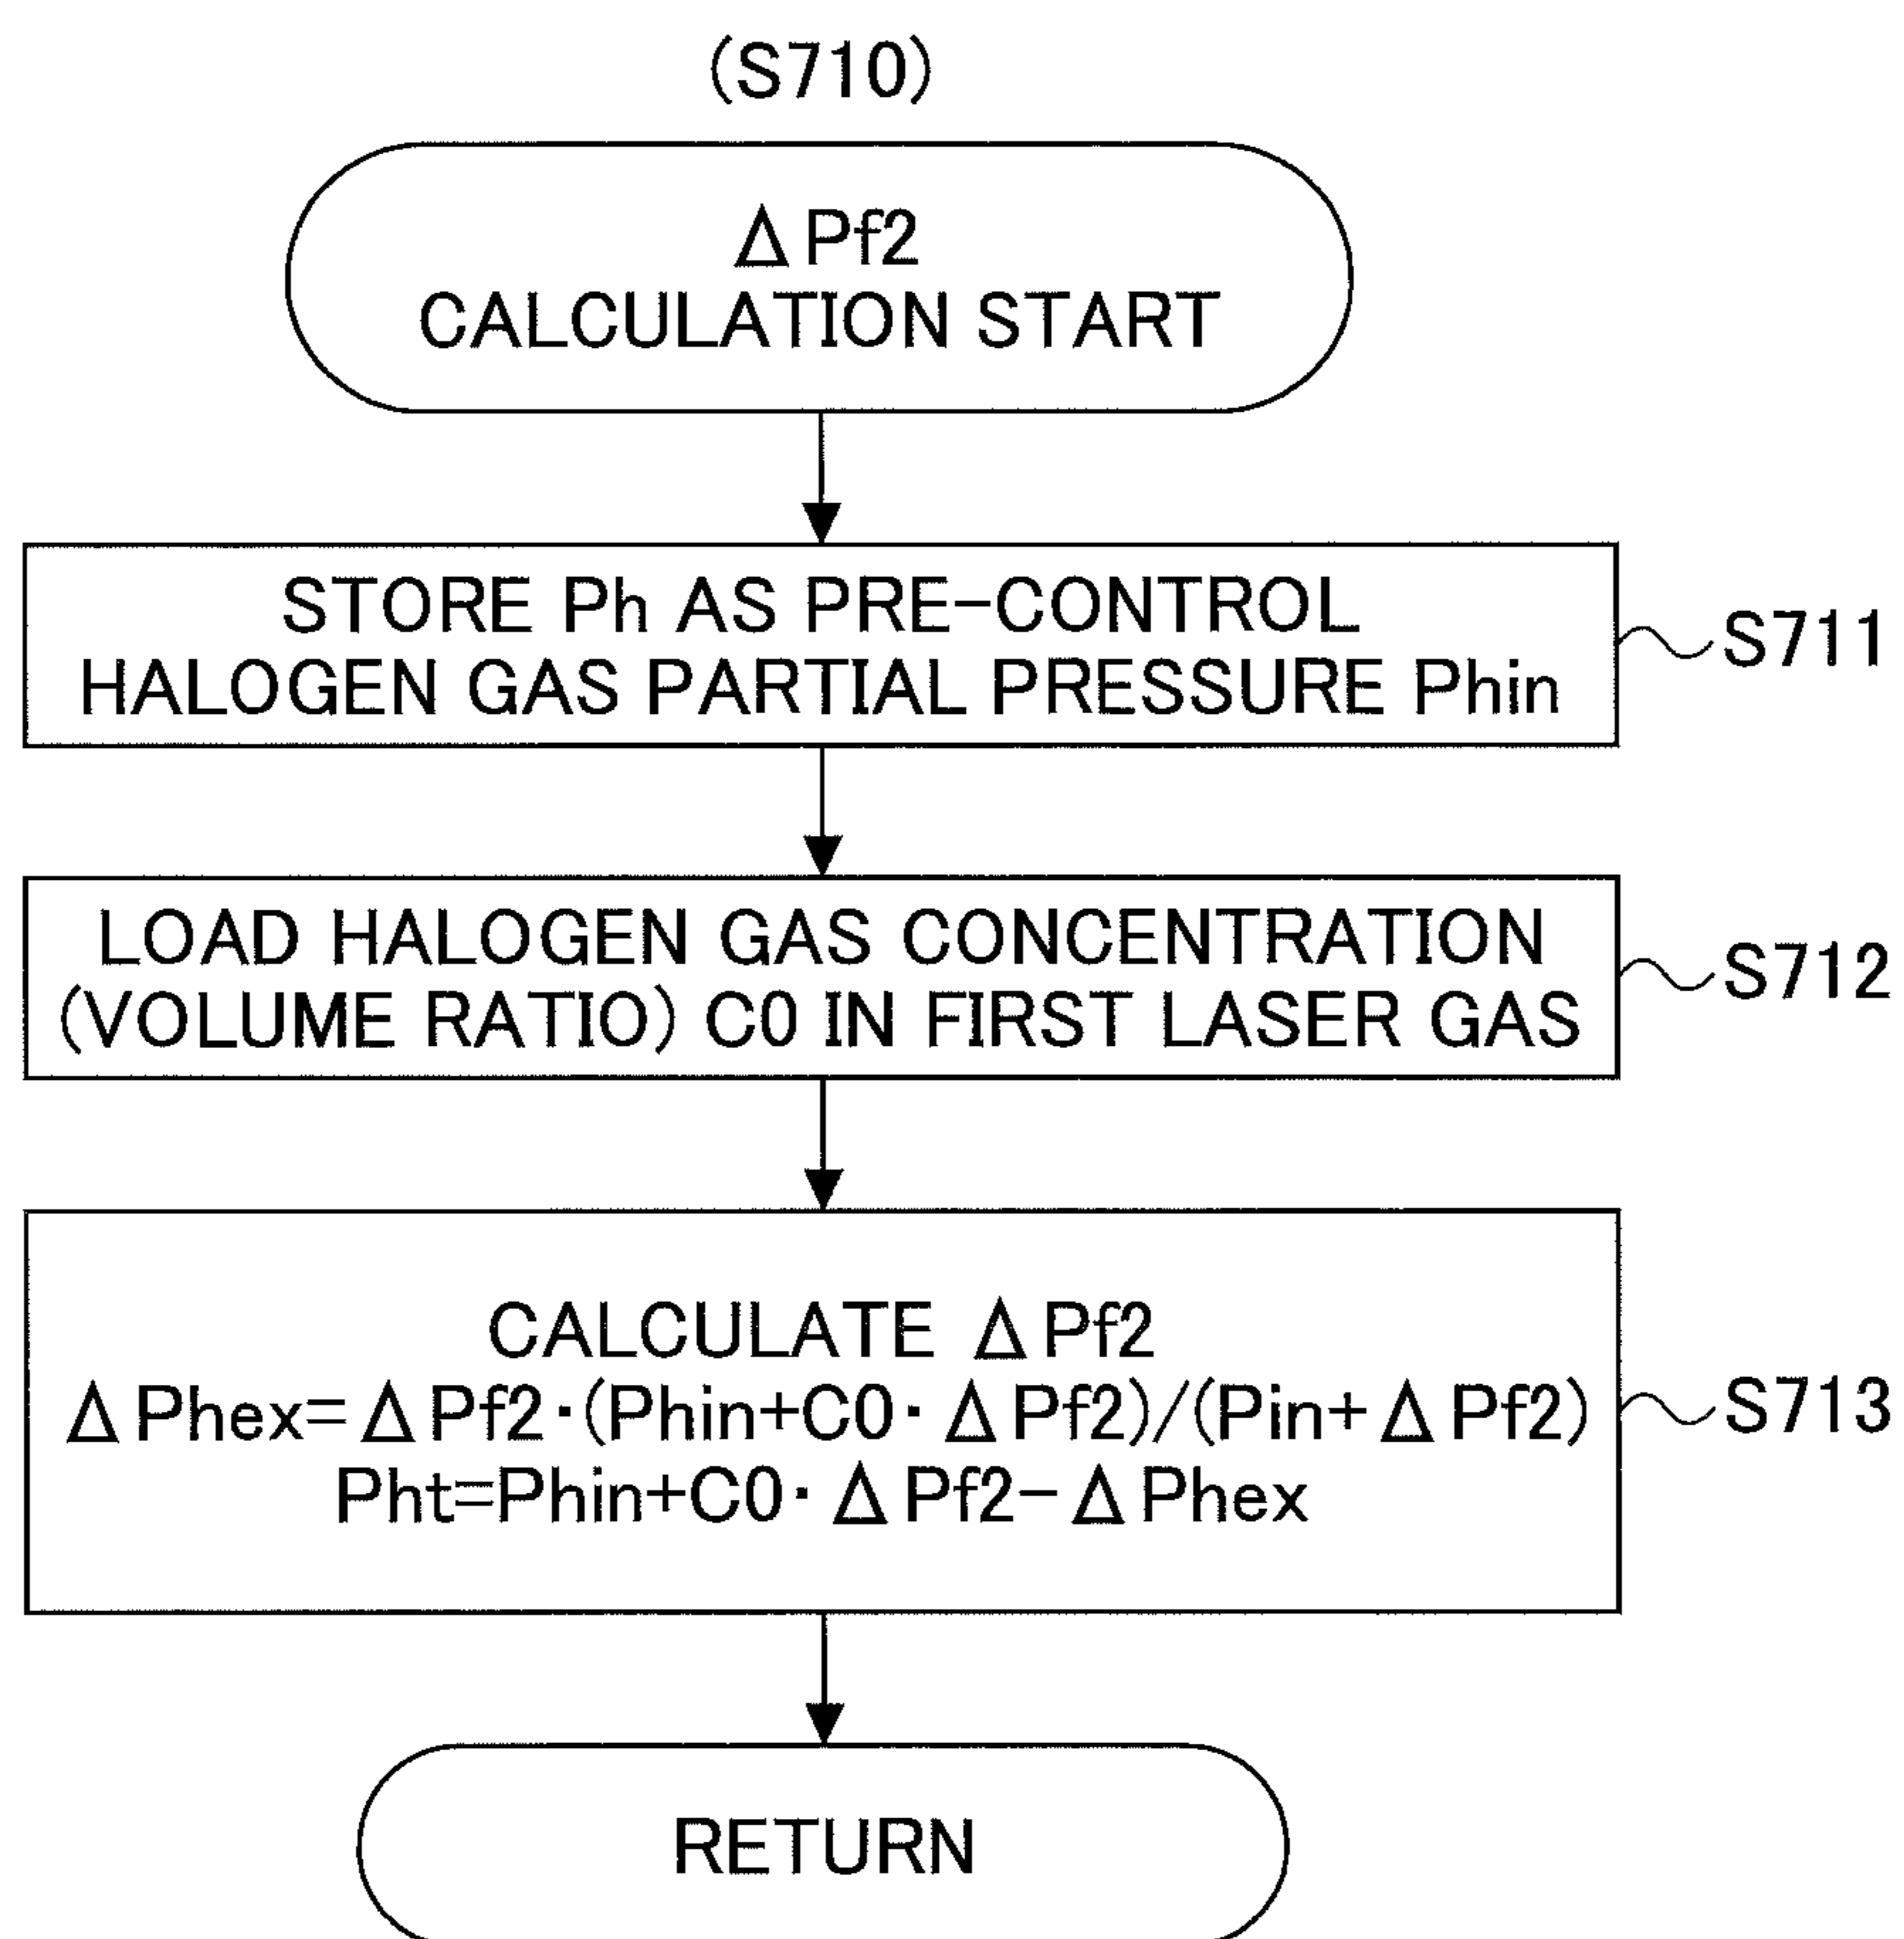 (S710)
ΔPf2
CALCULATION START
STORE Ph AS PRE-CONTROL
HALOGEN GAS PARTIAL PRESSURE Phin
S711
LOAD HALOGEN GAS CONCENTRATION
(VOLUME RATIO) C0 IN FIRST LASER GAS
S712
CALCULATE ΔPf2
ΔPhex=ΔPf2·(Phin+C0·ΔPf2)/(Pin+ΔPf2)
Pht=Phin+C0·ΔPf2-ΔPhex
S713
RETURN